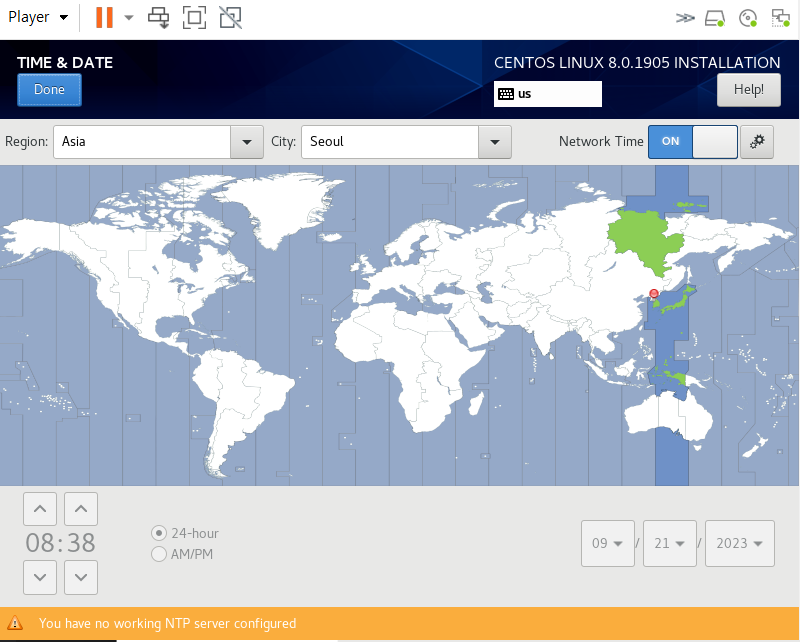 Player
TIME & DATE
CENTOS LINUX 8.0.1905 INSTALLATION
Done
us
Help!
Region: Asia City: Seoul Network Time ON
08:38
24-hour
AM/PM
09 / 21 / 2023
You have no working NTP server configured